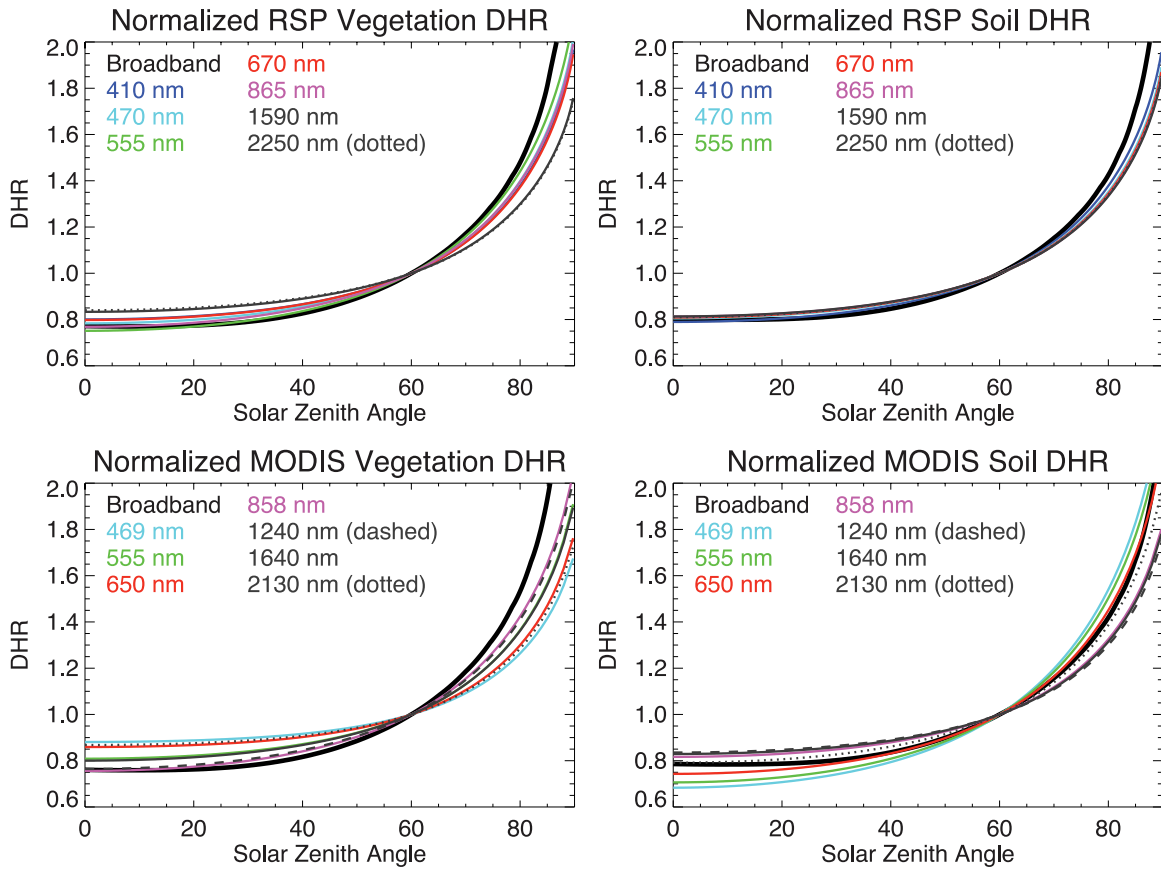 Normalized RSP Vegetation DHR
Broadband 670 nm
410 nm 865 nm
470 nm 1590 nm
555 nm 2250 nm (dotted)
DHR
2.0
1.8
1.6
1.4
1.2
1.0
0.8
0.6
0 20 40 60 80
Solar Zenith Angle
Normalized RSP Soil DHR
Broadband 670 nm
410 nm 865 nm
470 nm 1590 nm
555 nm 2250 nm (dotted)
DHR
2.0
1.8
1.6
1.4
1.2
1.0
0.8
0.6
0 20 40 60 80
Solar Zenith Angle
Normalized MODIS Vegetation DHR
Broadband 858 nm
469 nm 1240 nm (dashed)
555 nm 1640 nm
650 nm 2130 nm (dotted)
DHR
2.0
1.8
1.6
1.4
1.2
1.0
0.8
0.6
0 20 40 60 80
Solar Zenith Angle
Normalized MODIS Soil DHR
Broadband 858 nm
469 nm 1240 nm (dashed)
555 nm 1640 nm
650 nm 2130 nm (dotted)
DHR
2.0
1.8
1.6
1.4
1.2
1.0
0.8
0.6
0 20 40 60 80
Solar Zenith Angle